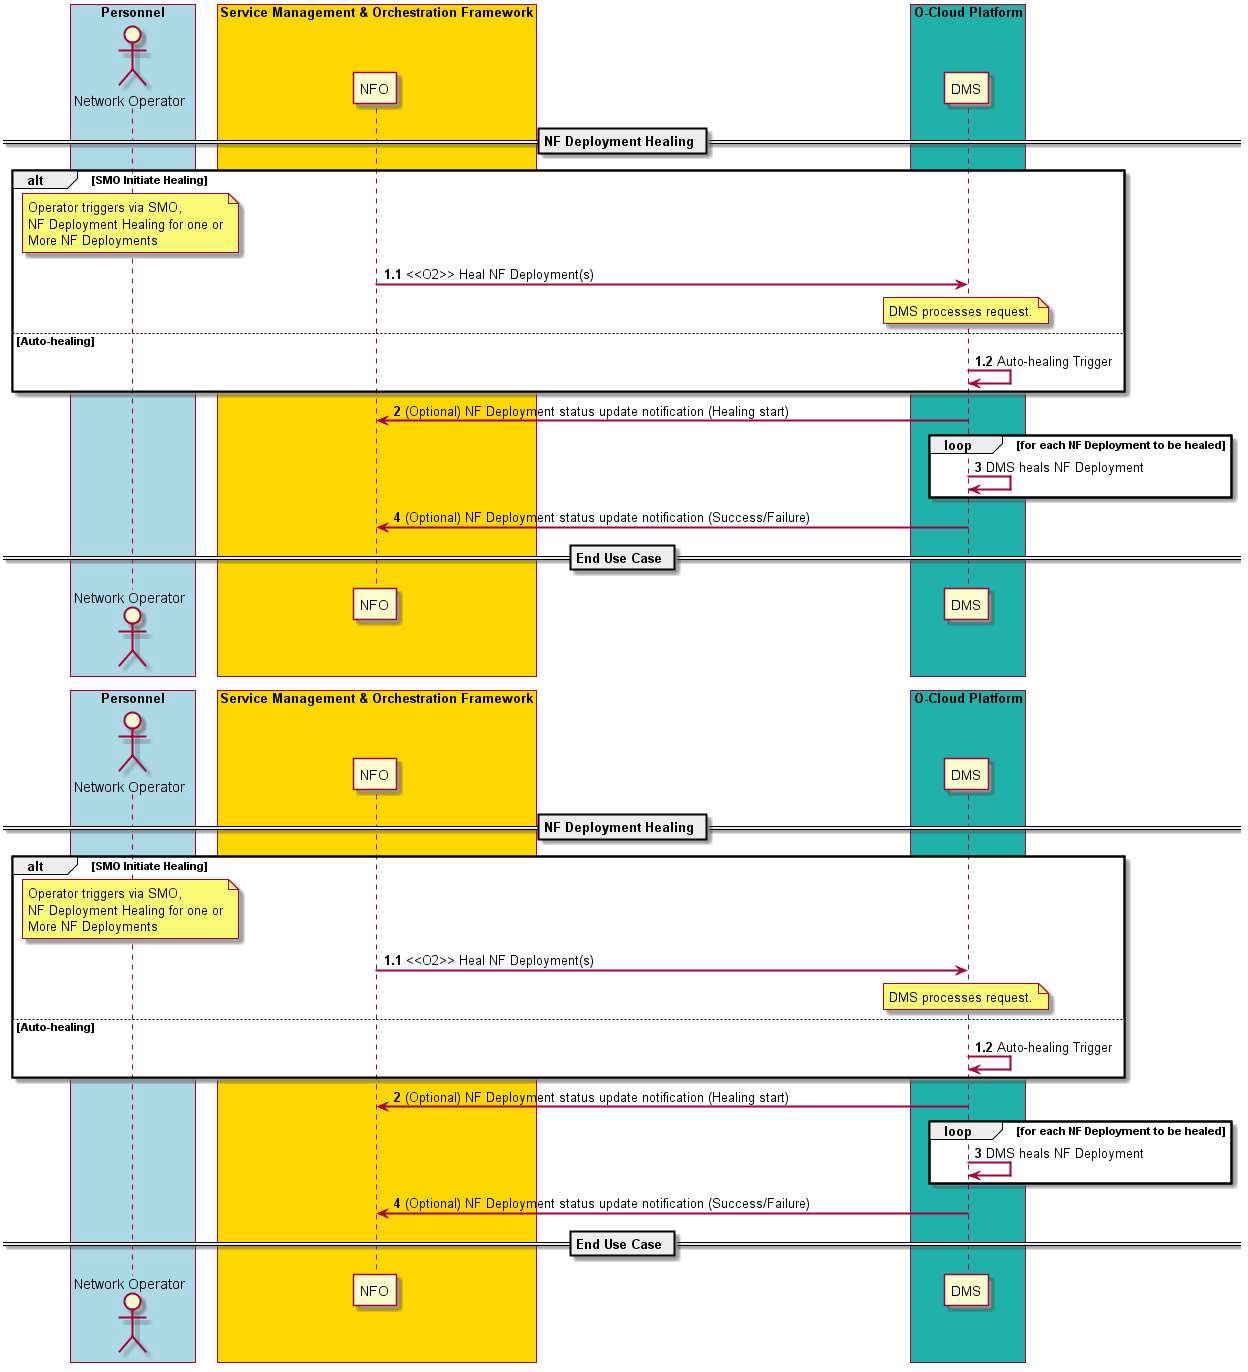 Personnel
Service Management & Orchestration Framework
O-Cloud Platform
Network Operator
NFO
DMS
NF Deployment Healing
alt [SMO Initiate Healing]
Operator triggers via SMO,
NF Deployment Healing for one or
More NF Deployments
1.1 <<O2>> Heal NF Deployment(s)
DMS processes request.
[Auto-healing]
1.2 Auto-healing Trigger
2 (Optional) NF Deployment status update notification (Healing start)
loop [for each NF Deployment to be healed]
3 DMS heals NF Deployment
4 (Optional) NF Deployment status update notification (Success/Failure)
End Use Case
Network Operator
NFO
DMS
Personnel
Service Management & Orchestration Framework
O-Cloud Platform
Network Operator
NFO
DMS
NF Deployment Healing
alt [SMO Initiate Healing]
Operator triggers via SMO,
NF Deployment Healing for one or
More NF Deployments
1.1 <<O2>> Heal NF Deployment(s)
DMS processes request.
[Auto-healing]
1.2 Auto-healing Trigger
2 (Optional) NF Deployment status update notification (Healing start)
loop [for each NF Deployment to be healed]
3 DMS heals NF Deployment
4 (Optional) NF Deployment status update notification (Success/Failure)
End Use Case
Network Operator
NFO
DMS